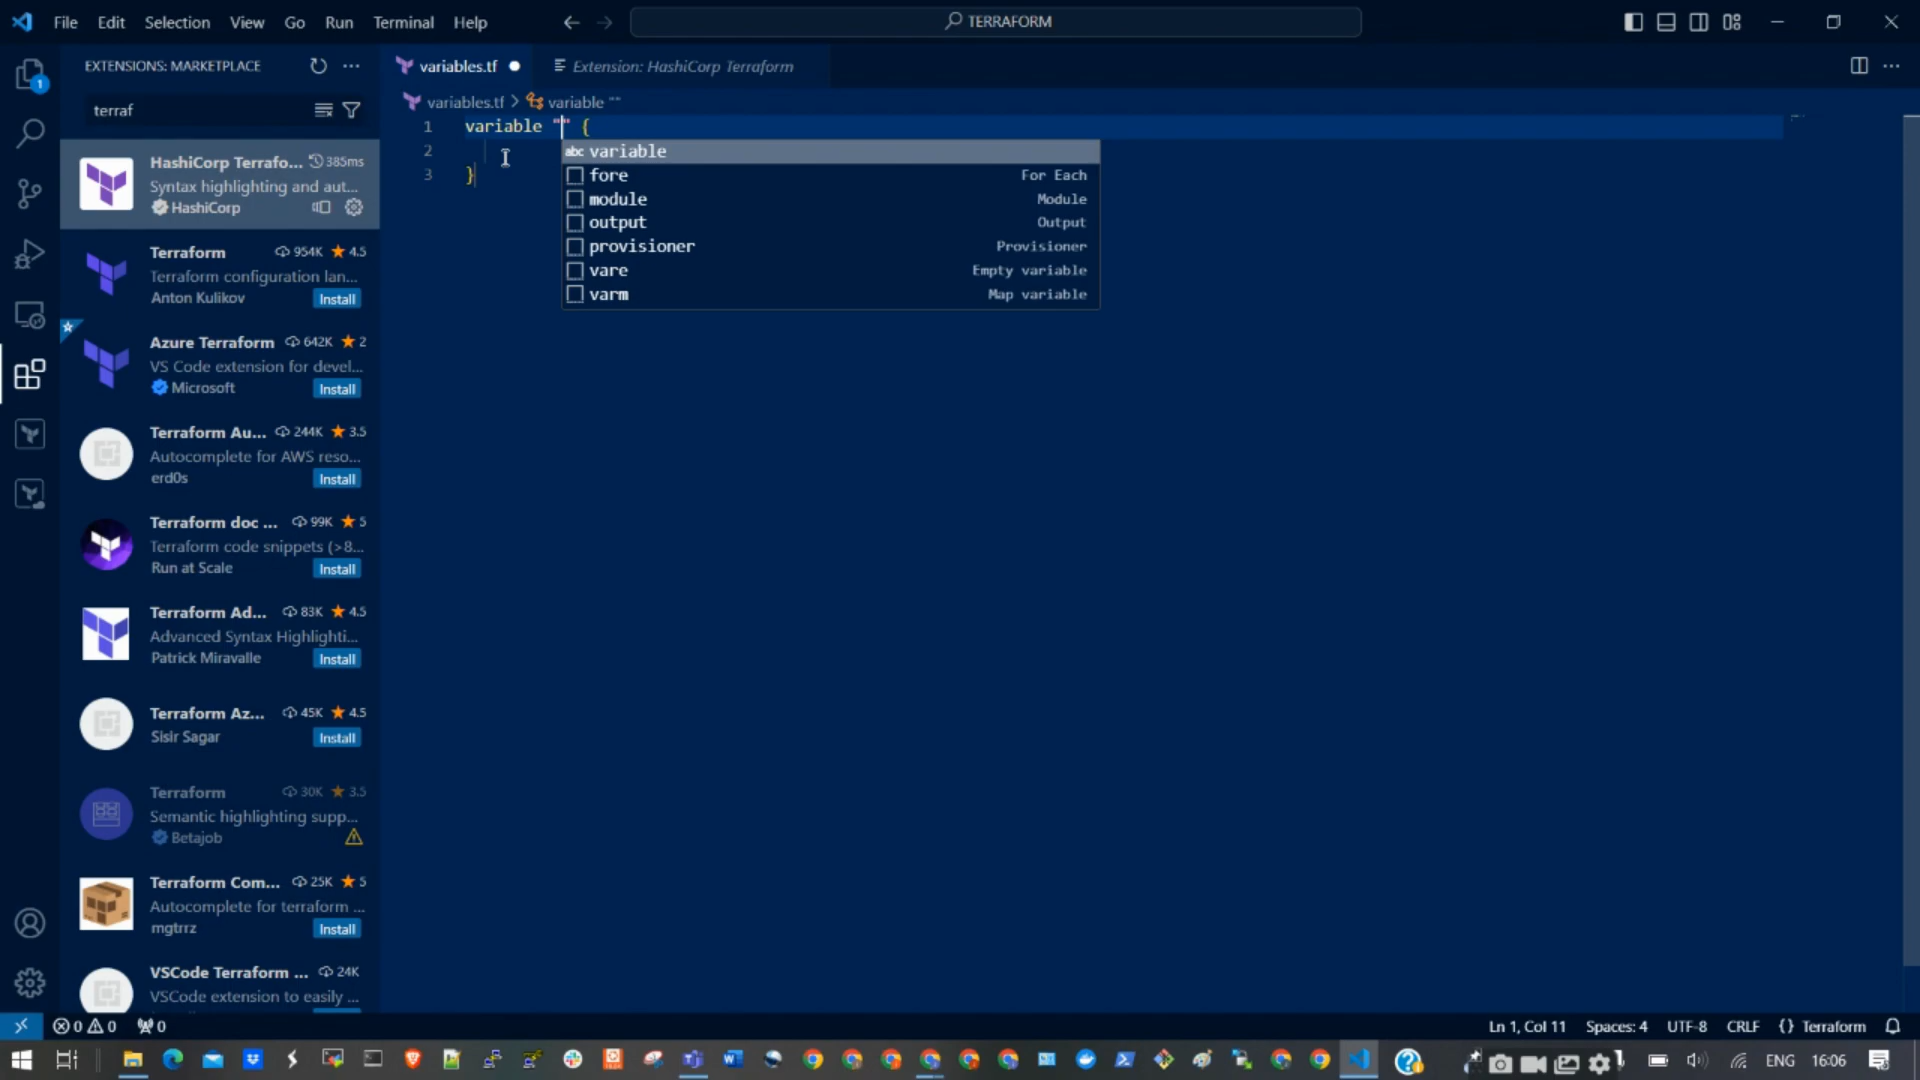 File Edit Selection View Go Run Terminal Help
TERRAFORM
EXTENSIONS: MARKETPLACE
terraf
HashiCorp Terrafo... 385ms
Syntax highlighting and aut...
HashiCorp
Terraform 954K 4.5
Terraform configuration lan...
Anton Kulikov Install
Azure Terraform 642K 2
VS Code extension for devel...
Microsoft Install
Terraform Au... 244K 3.5
Autocomplete for AWS reso...
erd0s Install
Terraform doc ... 99K 5
Terraform code snippets (>8...
Run at Scale Install
Terraform Ad... 83K 4.5
Advanced Syntax Highlighti...
Patrick Miravalle Install
Terraform Az... 45K 4.5
Sisir Sagar Install
Terraform 30K 3.5
Semantic highlighting supp...
Betajob
Terraform Com... 25K 5
Autocomplete for terraform ...
mgtrrz Install
VSCode Terraform ... 24K
VSCode extension to easily ...
variables.tf Extension: HashiCorp Terraform
variables.tf > variable ""
1 variable "" {
2
3 }
abc variable
fore For Each
module Module
output Output
provisioner Provisioner
vare Empty variable
varm Map variable
0 0 0
Ln 1, Col 11 Spaces: 4 UTF-8 CRLF {} Terraform
ENG 16:06